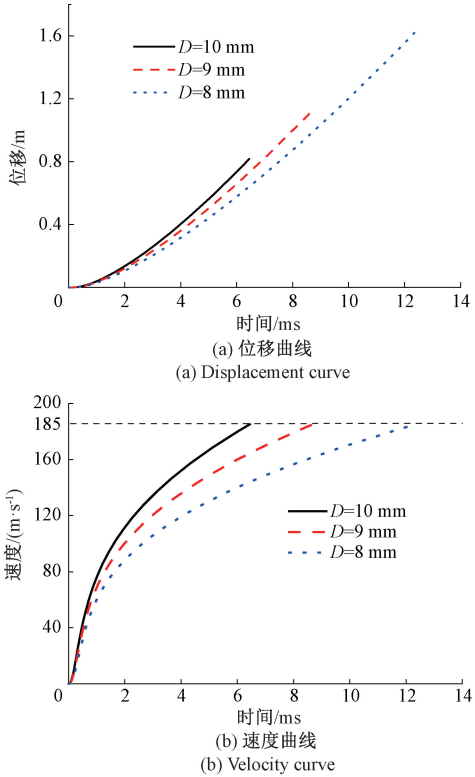 1.6
1.2
0.8
0.4
0
位移/m
D=10 mm
D=9 mm
D=8 mm
2 4 6 8 10 12 14
时间/ms
(a) 位移曲线
(a) Displacement curve
200
185
160
120
80
40
0
速度/(m·s⁻¹)
D=10 mm
D=9 mm
D=8 mm
2 4 6 8 10 12 14
时间/ms
(b) 速度曲线
(b) Velocity curve